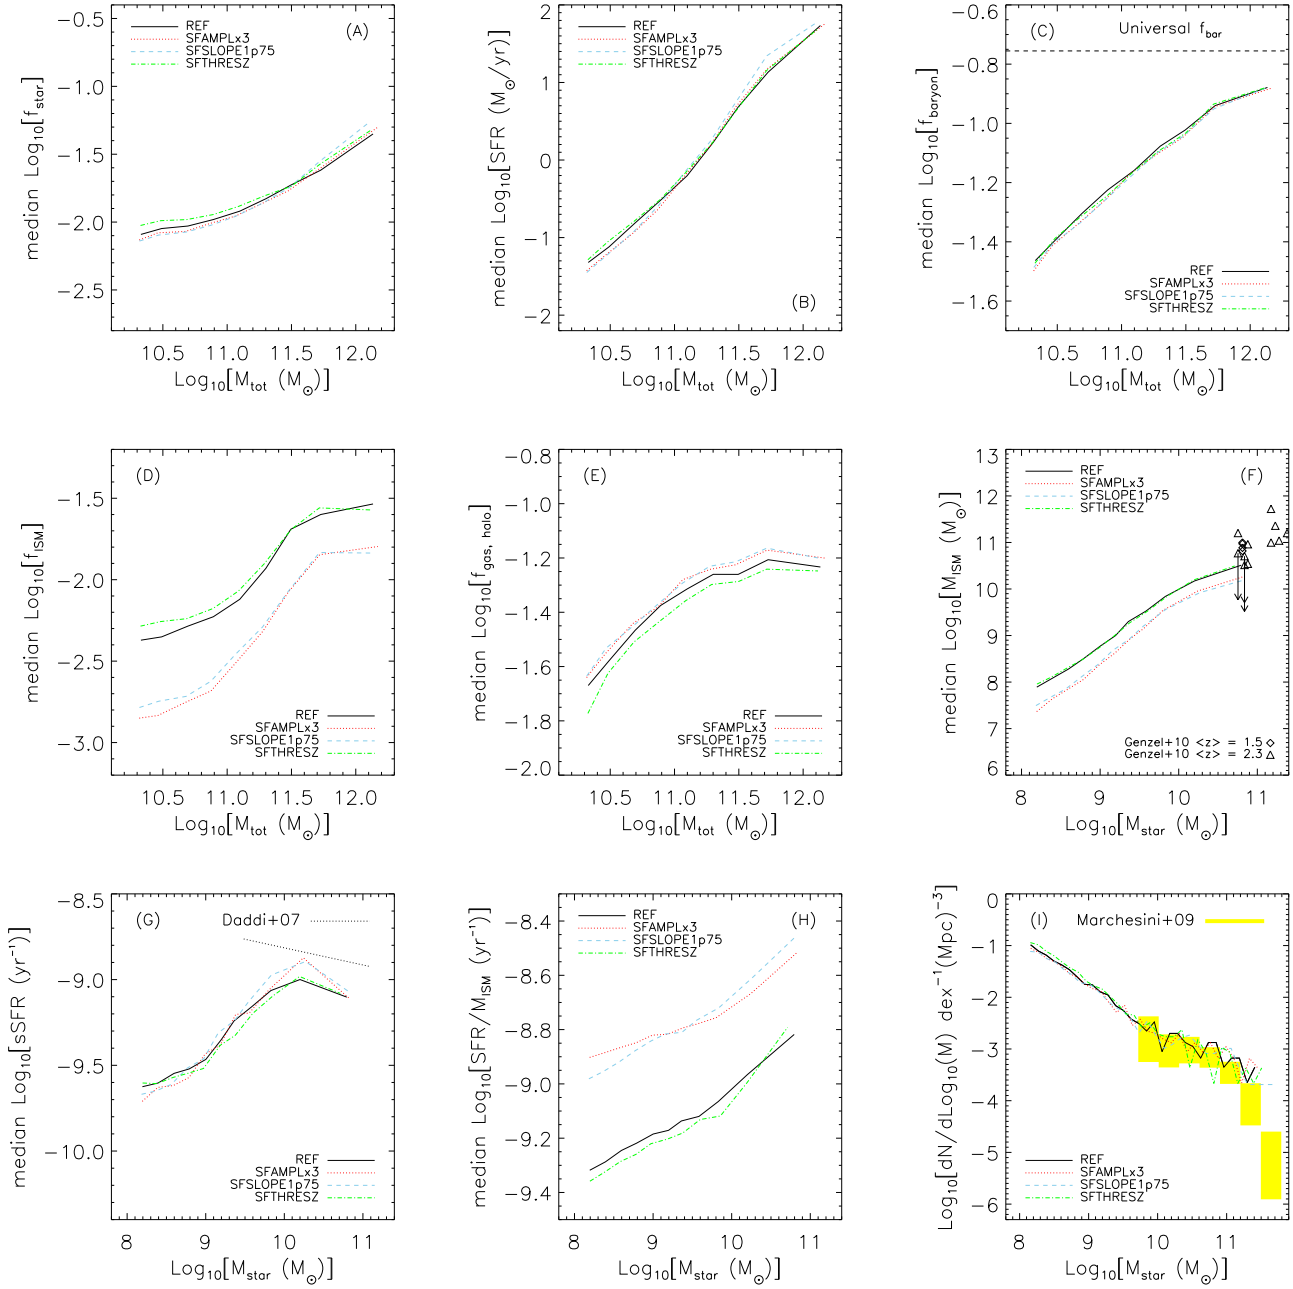 −0.5
−1.0
−1.5
−2.0
−2.5
median Log10[fstar]
REF
SFAMPLx3
SFSLOPE1p75
SFTHRESZ
(A)
10.5 11.0 11.5 12.0
Log10[Mtot (M⊙)]
2
1
0
−1
−2
median Log10[SFR (M⊙/yr)]
REF
SFAMPLx3
SFSLOPE1p75
SFTHRESZ
(B)
10.5 11.0 11.5 12.0
Log10[Mtot (M⊙)]
−0.6
−0.8
−1.0
−1.2
−1.4
−1.6
median Log10[fbaryon]
(C) Universal fbar
REF
SFAMPLx3
SFSLOPE1p75
SFTHRESZ
10.5 11.0 11.5 12.0
Log10[Mtot (M⊙)]
−1.5
−2.0
−2.5
−3.0
median Log10[fISM]
(D)
REF
SFAMPLx3
SFSLOPE1p75
SFTHRESZ
10.5 11.0 11.5 12.0
Log10[Mtot (M⊙)]
−0.8
−1.0
−1.2
−1.4
−1.6
−1.8
−2.0
median Log10[fgas, halo]
(E)
REF
SFAMPLx3
SFSLOPE1p75
SFTHRESZ
10.5 11.0 11.5 12.0
Log10[Mtot (M⊙)]
13
12
11
10
9
8
7
6
median Log10[MISM (M⊙)]
REF
SFAMPLx3
SFSLOPE1p75
SFTHRESZ
(F)
Genzel+10 <z> = 1.5
Genzel+10 <z> = 2.3
8 9 10 11
Log10[Mstar (M⊙)]
−8.5
−9.0
−9.5
−10.0
median Log10[sSFR (yr−1)]
(G) Daddi+07
REF
SFAMPLx3
SFSLOPE1p75
SFTHRESZ
8 9 10 11
Log10[Mstar (M⊙)]
−8.4
−8.6
−8.8
−9.0
−9.2
−9.4
median Log10[SFR/MISM (yr−1)]
REF
SFAMPLx3
SFSLOPE1p75
SFTHRESZ
(H)
8 9 10 11
Log10[Mstar (M⊙)]
0
−1
−2
−3
−4
−5
−6
Log10[dN/dLog10(M) dex−1(Mpc)−3]
(I) Marchesini+09
REF
SFAMPLx3
SFSLOPE1p75
SFTHRESZ
8 9 10 11
Log10[Mstar (M⊙)]